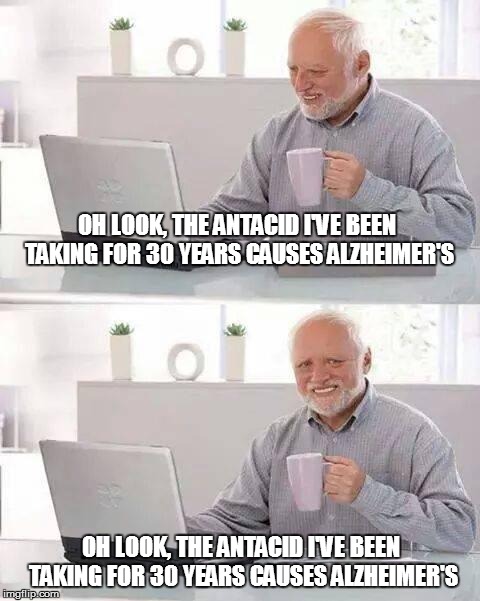 OH LOOK, THE ANTACID I'VE BEEN
TAKING FOR 30 YEARS CAUSES ALZHEIMER'S
OH LOOK, THE ANTACID I'VE BEEN
TAKING FOR 30 YEARS CAUSES ALZHEIMER'S
imgflip.com